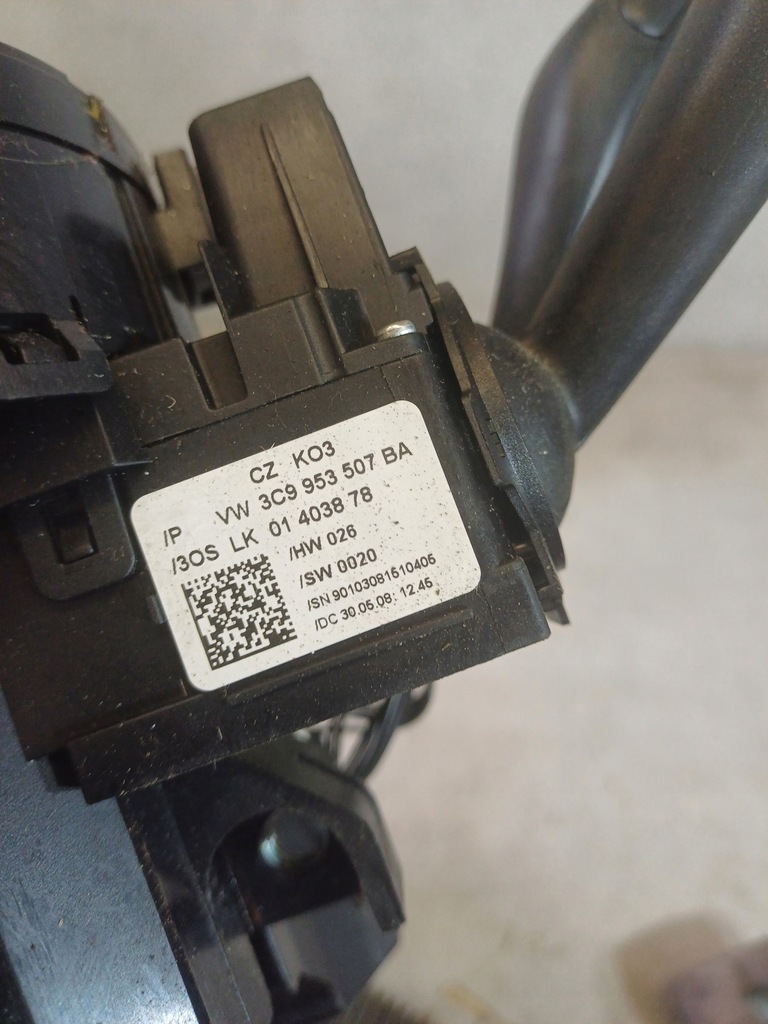 CZ KO3
/P VW 3C9 953 507 BA
/3OS LK 01 4038 78
/HW 026
/SW 0020
/SN 90103081510405
/DC 30.05.08 12.45